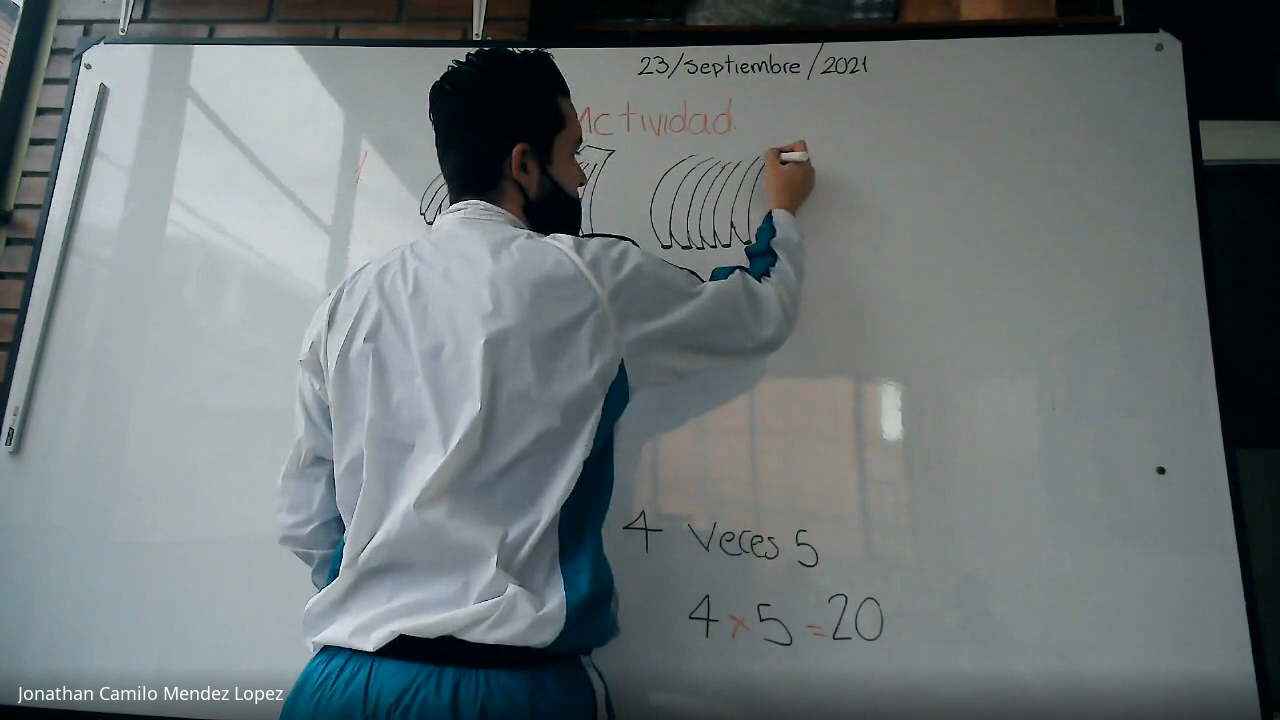 23/Septiembre/2021
Actividad
4 veces 5
4 x 5 = 20
Jonathan Camilo Mendez Lopez